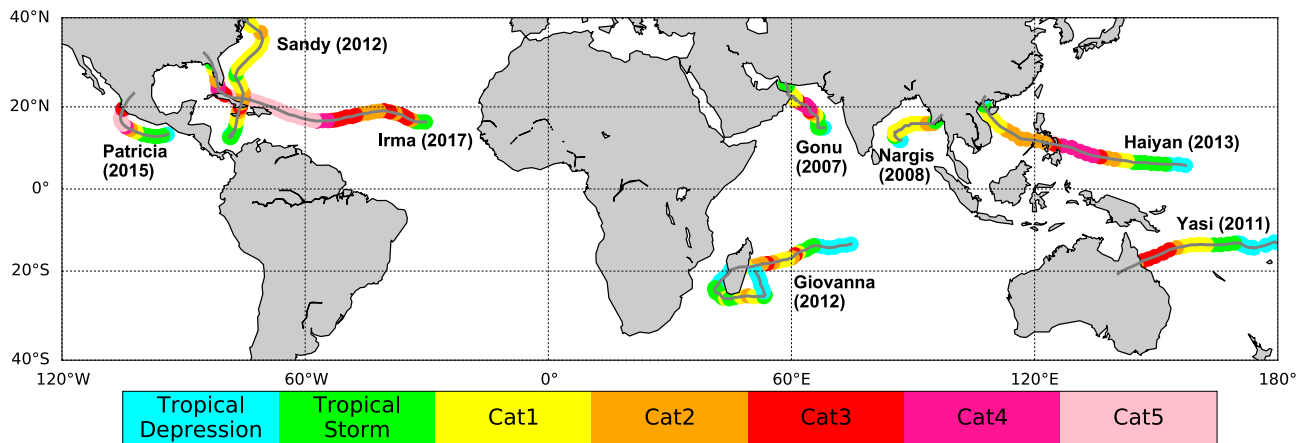 40°N
20°N
0°
20°S
40°S
Sandy (2012)
Patricia
(2015)
Irma
(2017)
Gonu
(2007)
Nargis
(2008)
Haiyan (2013)
Yasi (2011)
Giovanna
(2012)
120°W
60°W
0°
60°E
120°E
180°
Tropical
Depression
Tropical
Storm
Cat1
Cat2
Cat3
Cat4
Cat5